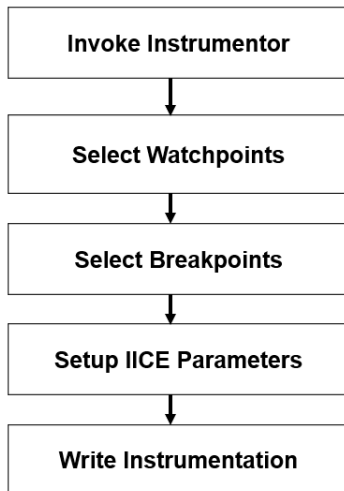 Invoke Instrumentor
Select Watchpoints
Select Breakpoints
Setup IICE Parameters
Write Instrumentation